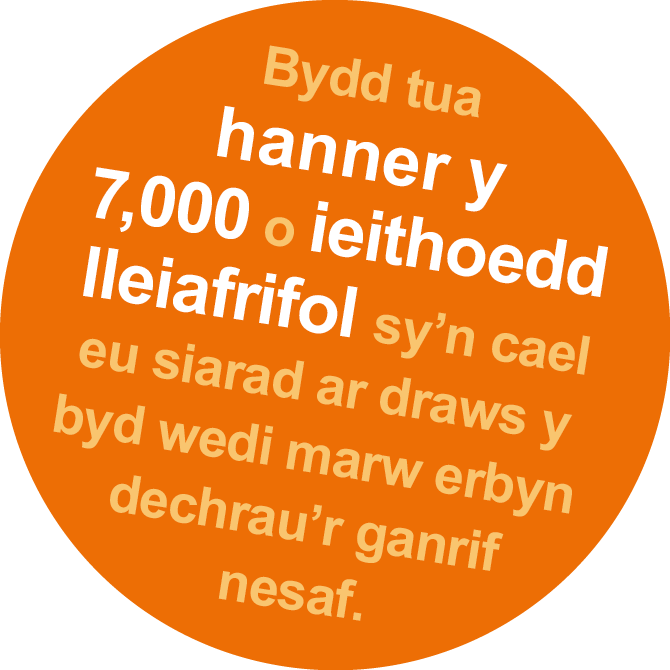 Bydd tua
hanner y
7,000 o ieithoedd
lleiafrifol sy’n cael
eu siarad ar draws y
byd wedi marw erbyn
dechrau’r ganrif
nesaf.